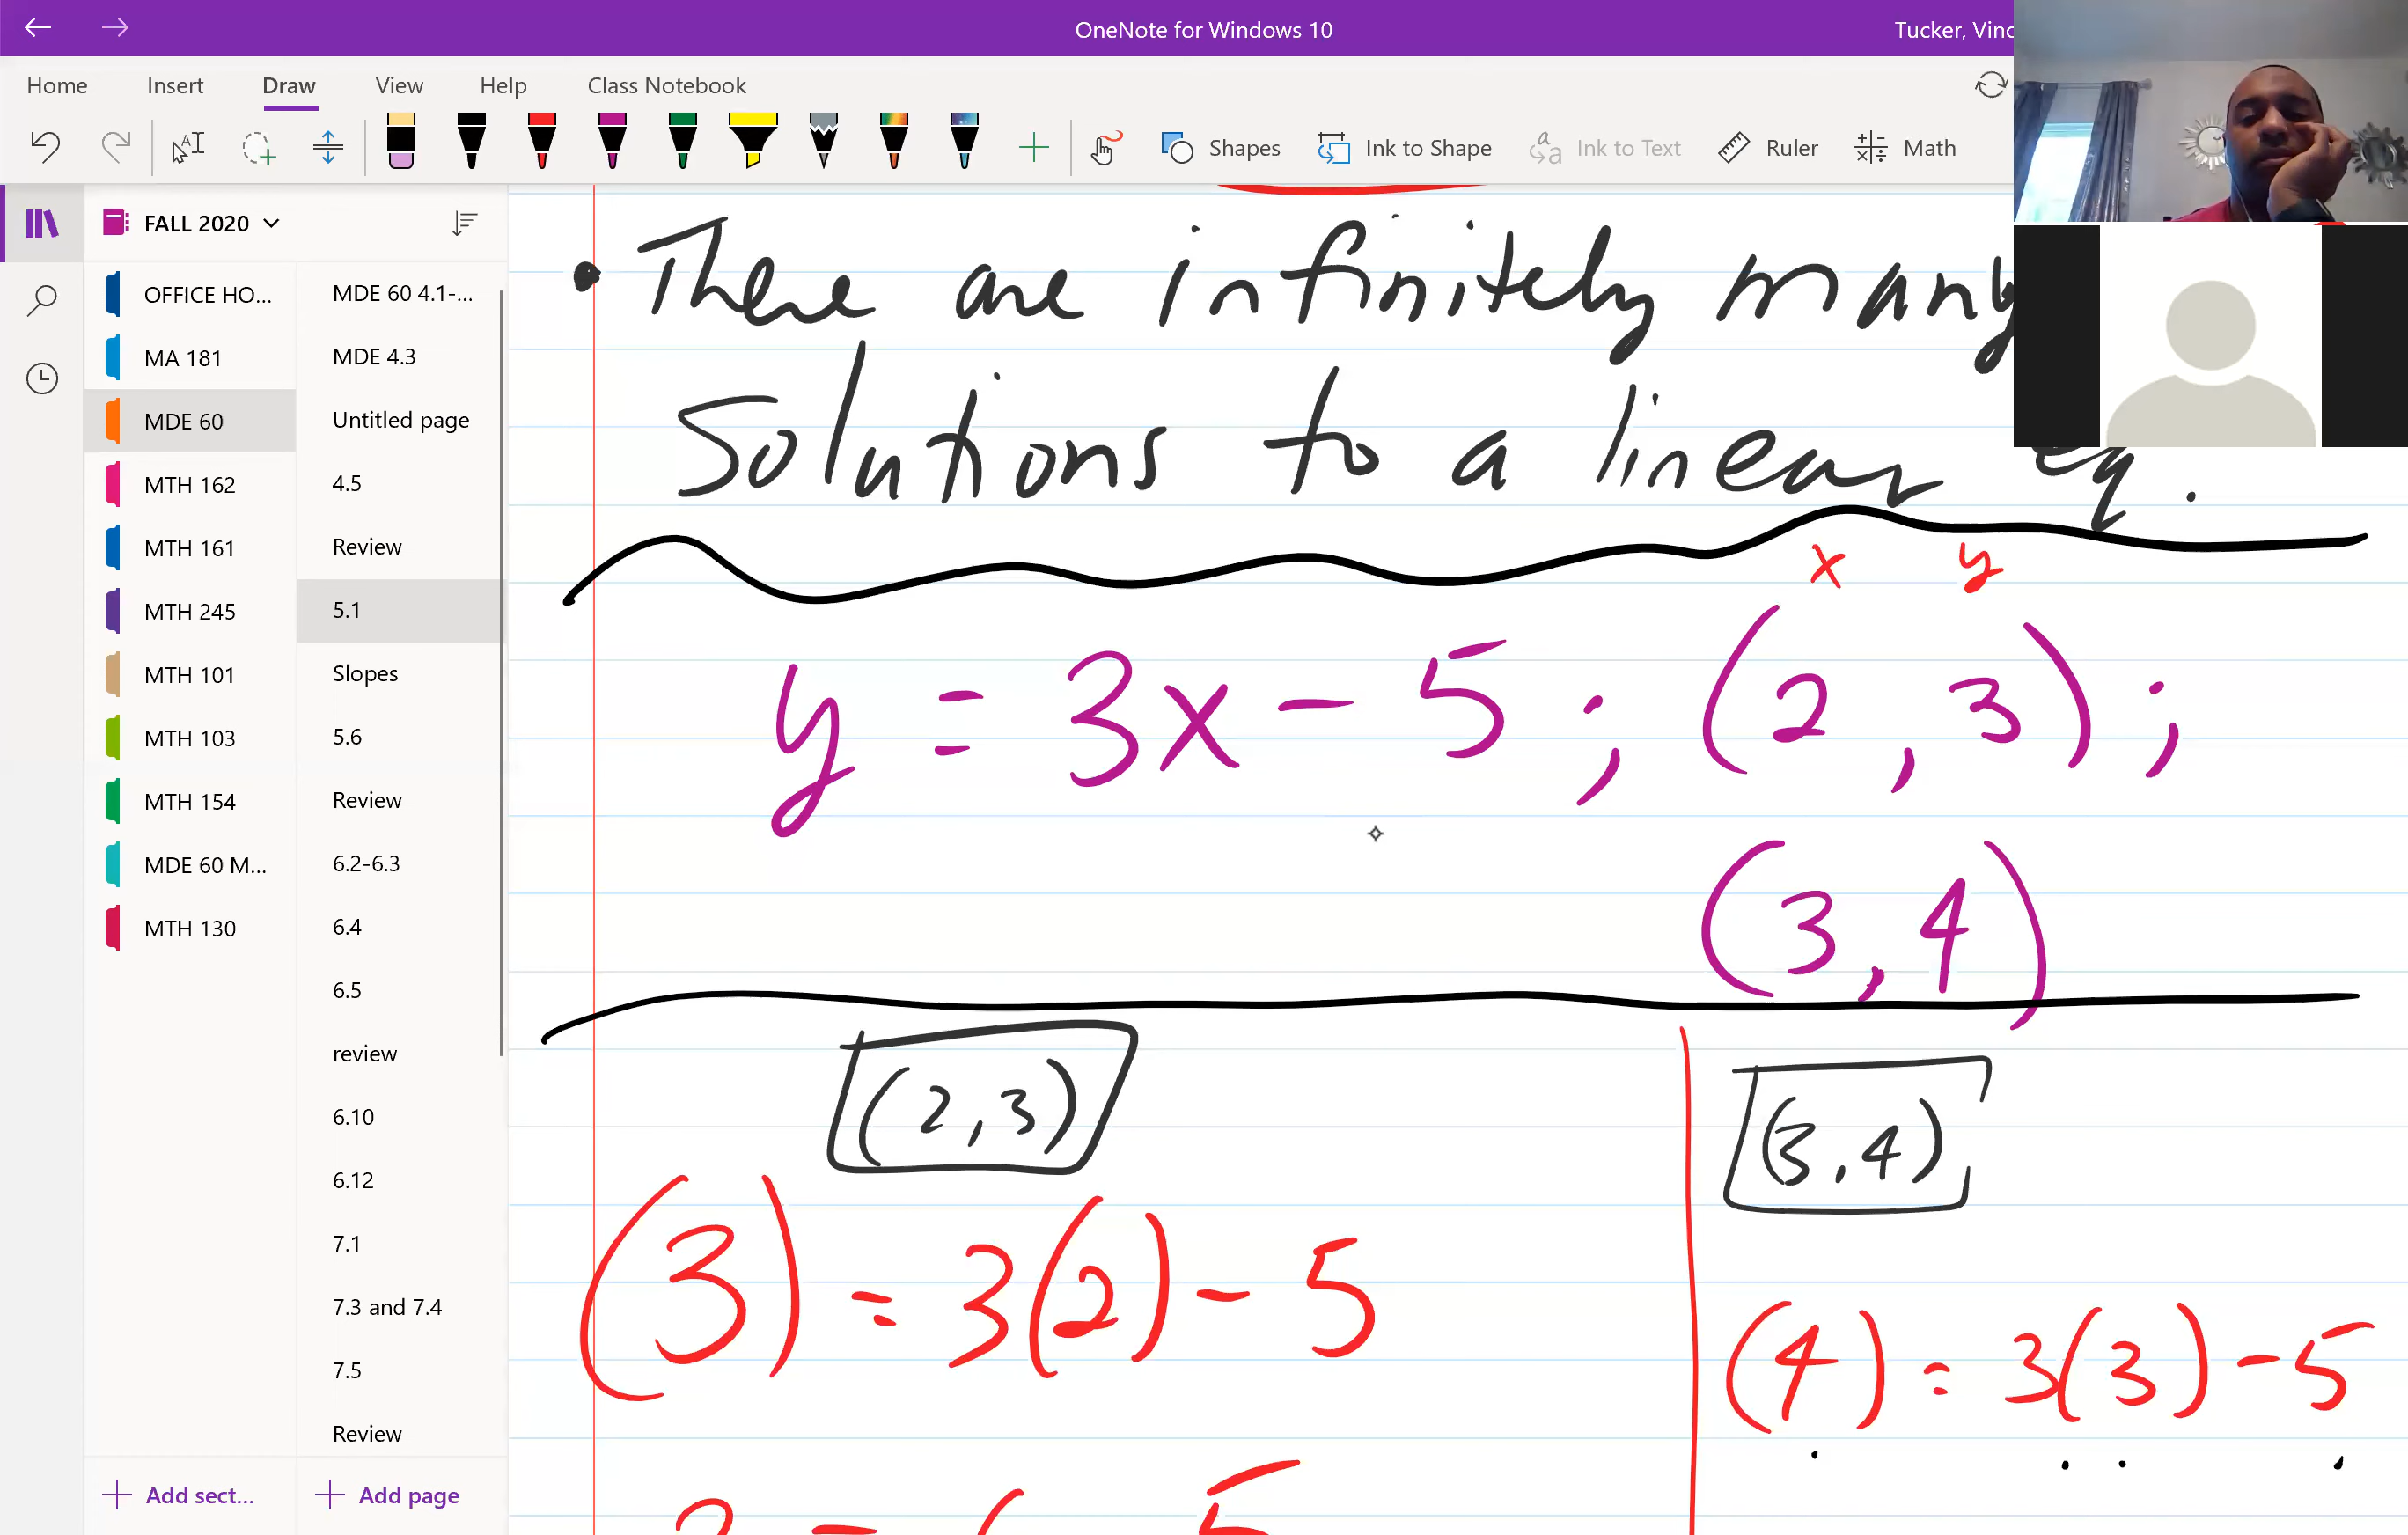 OneNote for Windows 10
Tucker, Vinc
Home Insert Draw View Help Class Notebook
Shapes Ink to Shape Ink to Text Ruler Math
FALL 2020
OFFICE HO...
MA 181
MDE 60
MTH 162
MTH 161
MTH 245
MTH 101
MTH 103
MTH 154
MDE 60 M...
MTH 130
Add sect...
MDE 60 4.1-...
MDE 4.3
Untitled page
4.5
Review
5.1
Slopes
5.6
Review
6.2-6.3
6.4
6.5
review
6.10
6.12
7.1
7.3 and 7.4
7.5
Review
Add page
• There are infinitely many
Solutions to a linear eq.
x y
y = 3x - 5 ; (2, 3) ;
(3, 4)
(2, 3)
(3) = 3(2) - 5
(3, 4)
(4) = 3(3) - 5